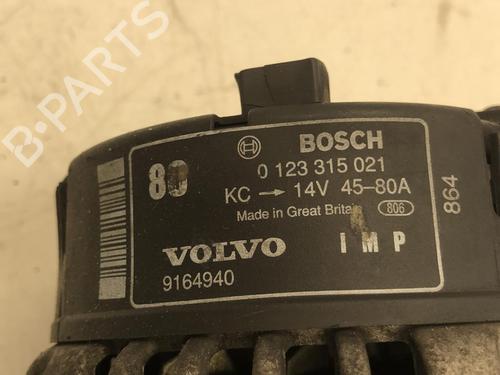 B-PARTS
BOSCH
80
0 123 315 021
KC → 14V 45-80A
Made in Great Britain 806
864
VOLVO I M P
9164940